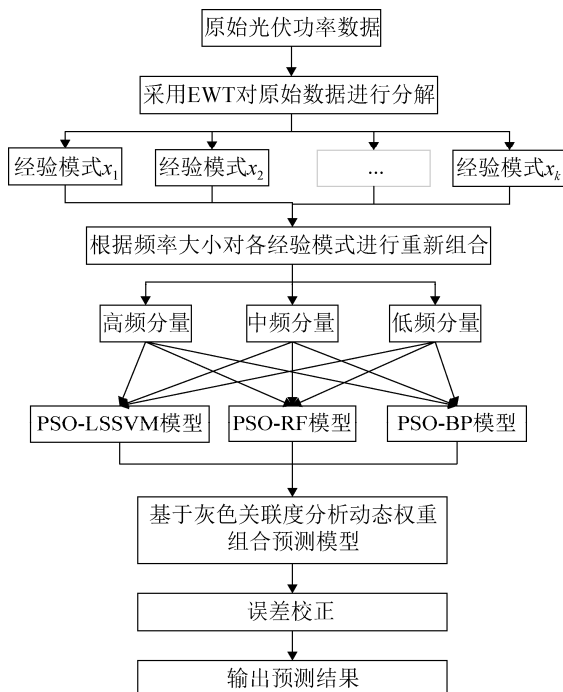 原始光伏功率数据
采用EWT对原始数据进行分解
经验模式x₁
经验模式x₂
...
经验模式xₖ
根据频率大小对各经验模式进行重新组合
高频分量
中频分量
低频分量
PSO-LSSVM模型
PSO-RF模型
PSO-BP模型
基于灰色关联度分析动态权重
组合预测模型
误差校正
输出预测结果